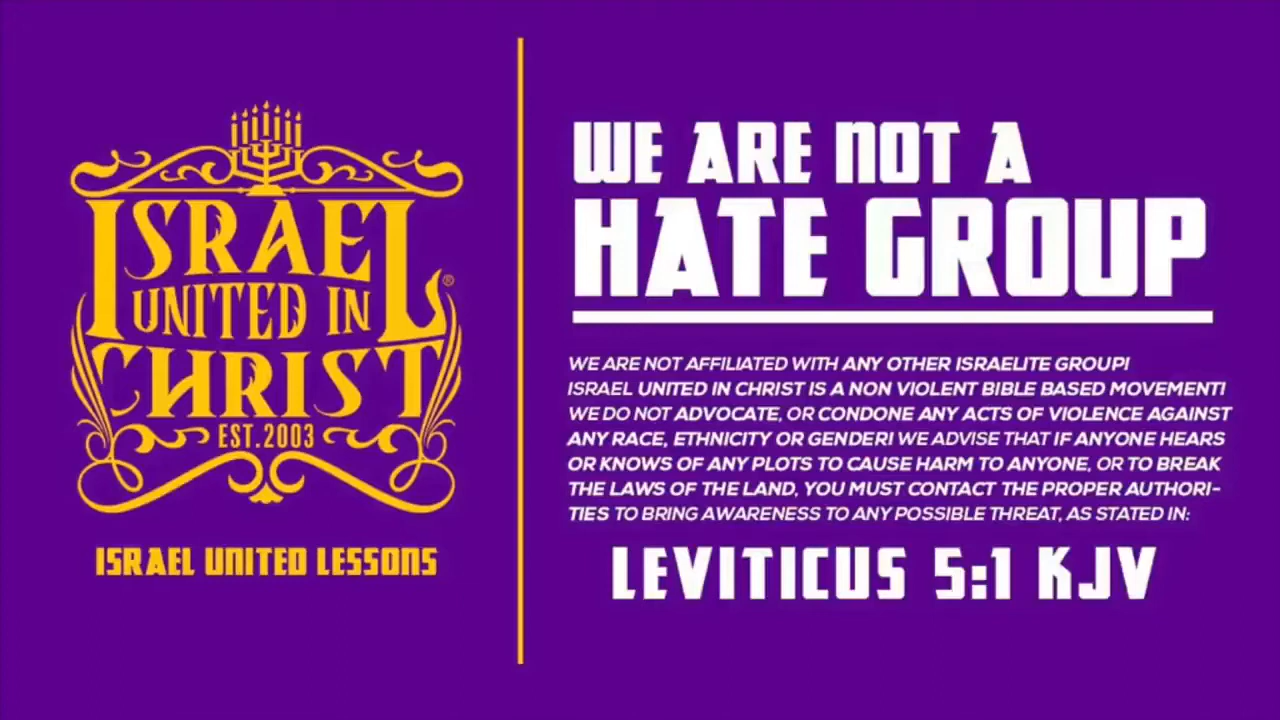 ISRAEL
UNITED IN
CHRIST
EST.2003
®
ISRAEL UNITED LESSONS
WE ARE NOT A
HATE GROUP
WE ARE NOT AFFILIATED WITH ANY OTHER ISRAELITE GROUP!
ISRAEL UNITED IN CHRIST IS A NON VIOLENT BIBLE BASED MOVEMENT!
WE DO NOT ADVOCATE, OR CONDONE ANY ACTS OF VIOLENCE AGAINST
ANY RACE, ETHNICITY OR GENDER! WE ADVISE THAT IF ANYONE HEARS
OR KNOWS OF ANY PLOTS TO CAUSE HARM TO ANYONE, OR TO BREAK
THE LAWS OF THE LAND, YOU MUST CONTACT THE PROPER AUTHORI-
TIES TO BRING AWARENESS TO ANY POSSIBLE THREAT, AS STATED IN:
LEVITICUS 5:1 KJV